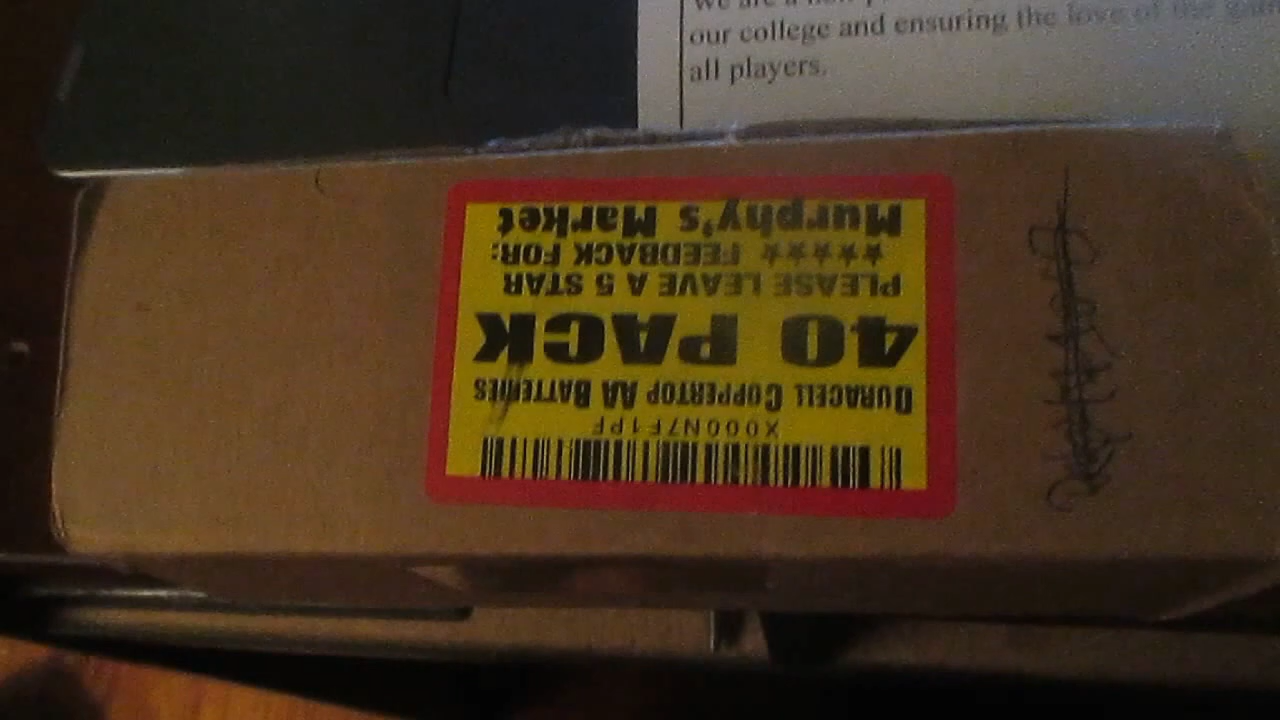 our college and ensuring the love of the
all players.
X000N7F1PF
DURACELL COPPERTOP AA BATTERIES
40 PACK
PLEASE LEAVE A 5 STAR
★★★★★ FEEDBACK FOR:
Murphy's Market